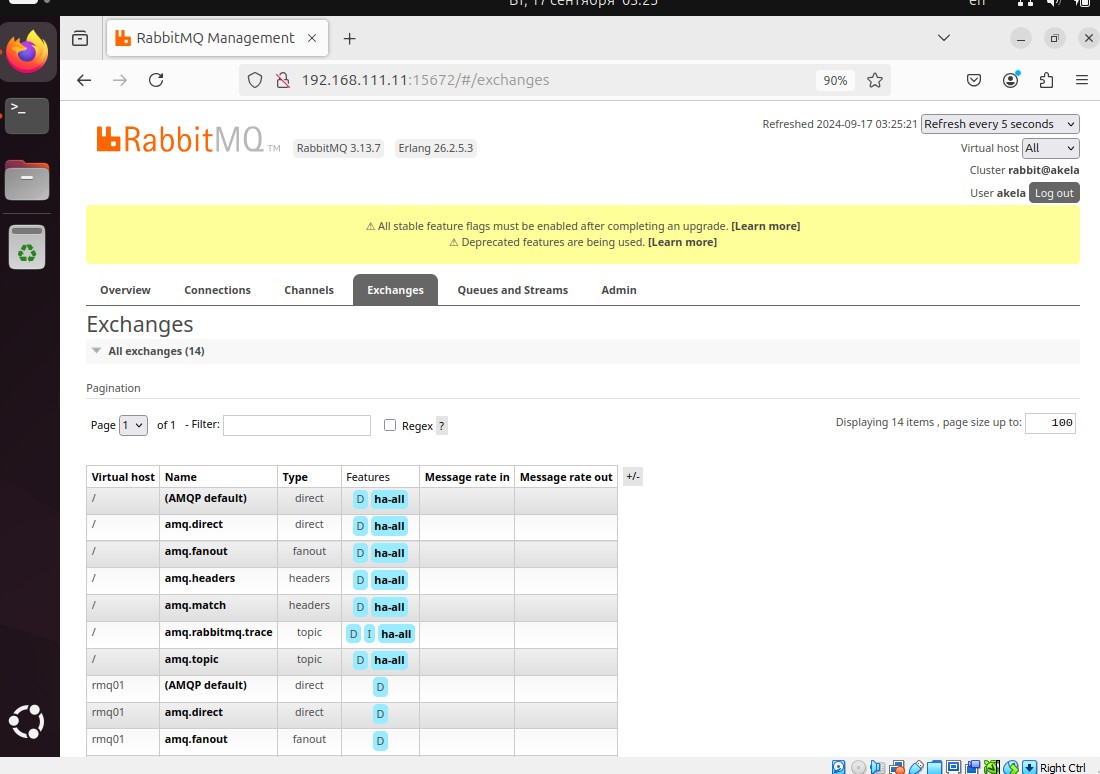 Вт, 17 сентября 03:25 en
RabbitMQ Management
192.168.111.11:15672/#/exchanges 90%
RabbitMQ TM RabbitMQ 3.13.7 Erlang 26.2.5.3
Refreshed 2024-09-17 03:25:21 Refresh every 5 seconds
Virtual host All
Cluster rabbit@akela
User akela Log out
⚠ All stable feature flags must be enabled after completing an upgrade. [Learn more]
⚠ Deprecated features are being used. [Learn more]
Overview Connections Channels Exchanges Queues and Streams Admin
Exchanges
All exchanges (14)
Pagination
Page 1 of 1 - Filter: Regex ? Displaying 14 items , page size up to: 100
Virtual host Name Type Features Message rate in Message rate out +/-
/ (AMQP default) direct D ha-all
/ amq.direct direct D ha-all
/ amq.fanout fanout D ha-all
/ amq.headers headers D ha-all
/ amq.match headers D ha-all
/ amq.rabbitmq.trace topic D I ha-all
/ amq.topic topic D ha-all
rmq01 (AMQP default) direct D
rmq01 amq.direct direct D
rmq01 amq.fanout fanout D
Right Ctrl